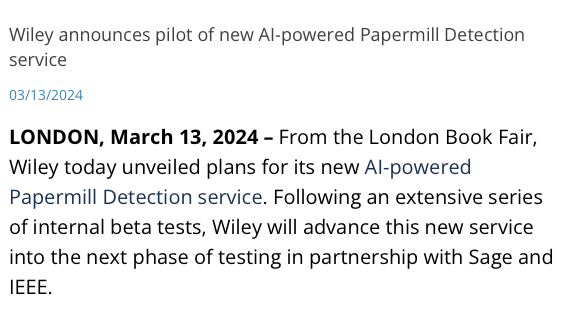 Wiley announces pilot of new AI-powered Papermill Detection
service
03/13/2024
LONDON, March 13, 2024 – From the London Book Fair,
Wiley today unveiled plans for its new AI-powered
Papermill Detection service. Following an extensive series
of internal beta tests, Wiley will advance this new service
into the next phase of testing in partnership with Sage and
IEEE.